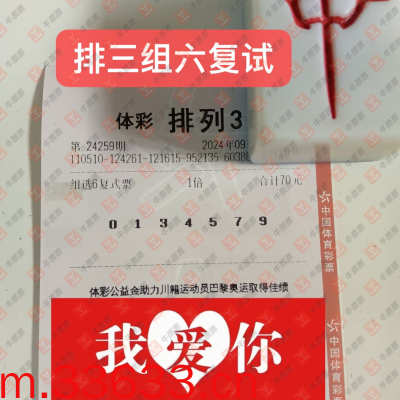 排三组六复试
体彩 排列3
第 24259期 2024年09
110510-124261-121615-952135 6038
组选6复式票 1倍 合计70元
0 1 3 4 5 7 9
体彩公益金助力川籍运动员巴黎奥运取得佳绩
中国体育彩票
中国体育彩票
我爱你